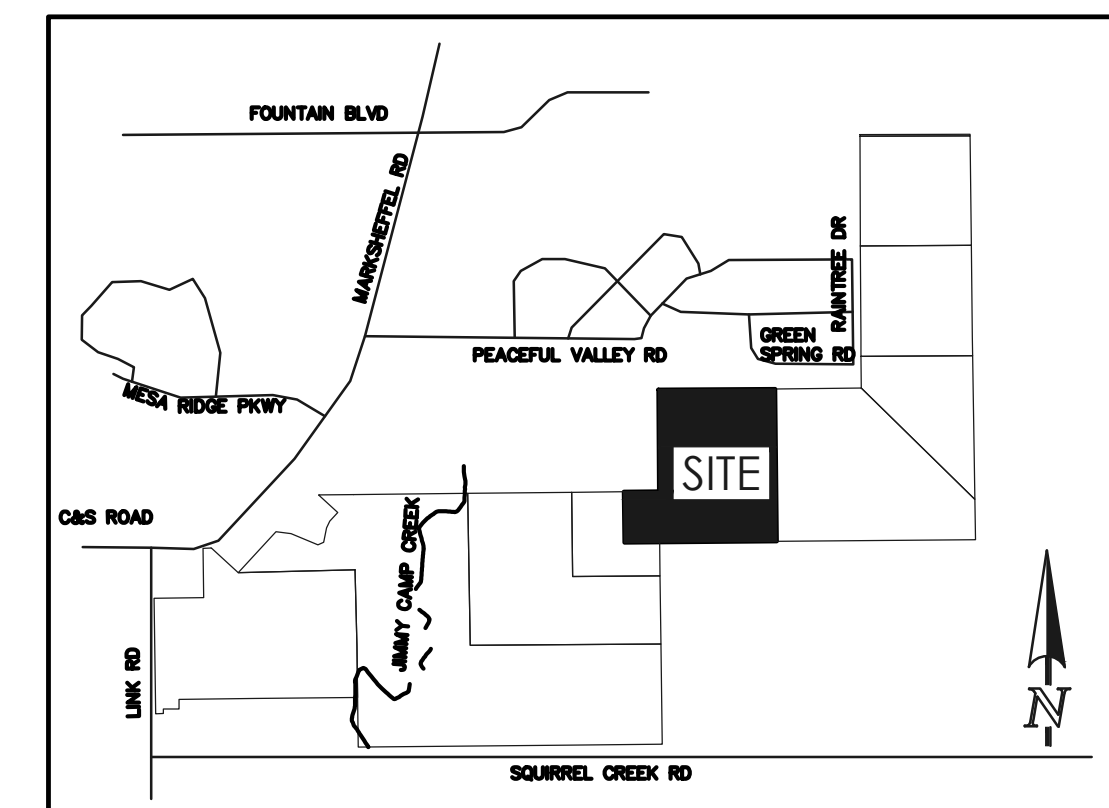 FOUNTAIN BLVD
MARKSHEFFEL RD
RAINTREE DR
GREEN
SPRING RD
PEACEFUL VALLEY RD
MESA RIDGE PKWY
SITE
C&S ROAD
JIMMY CAMP CREEK
LINK RD
N
SQUIRREL CREEK RD